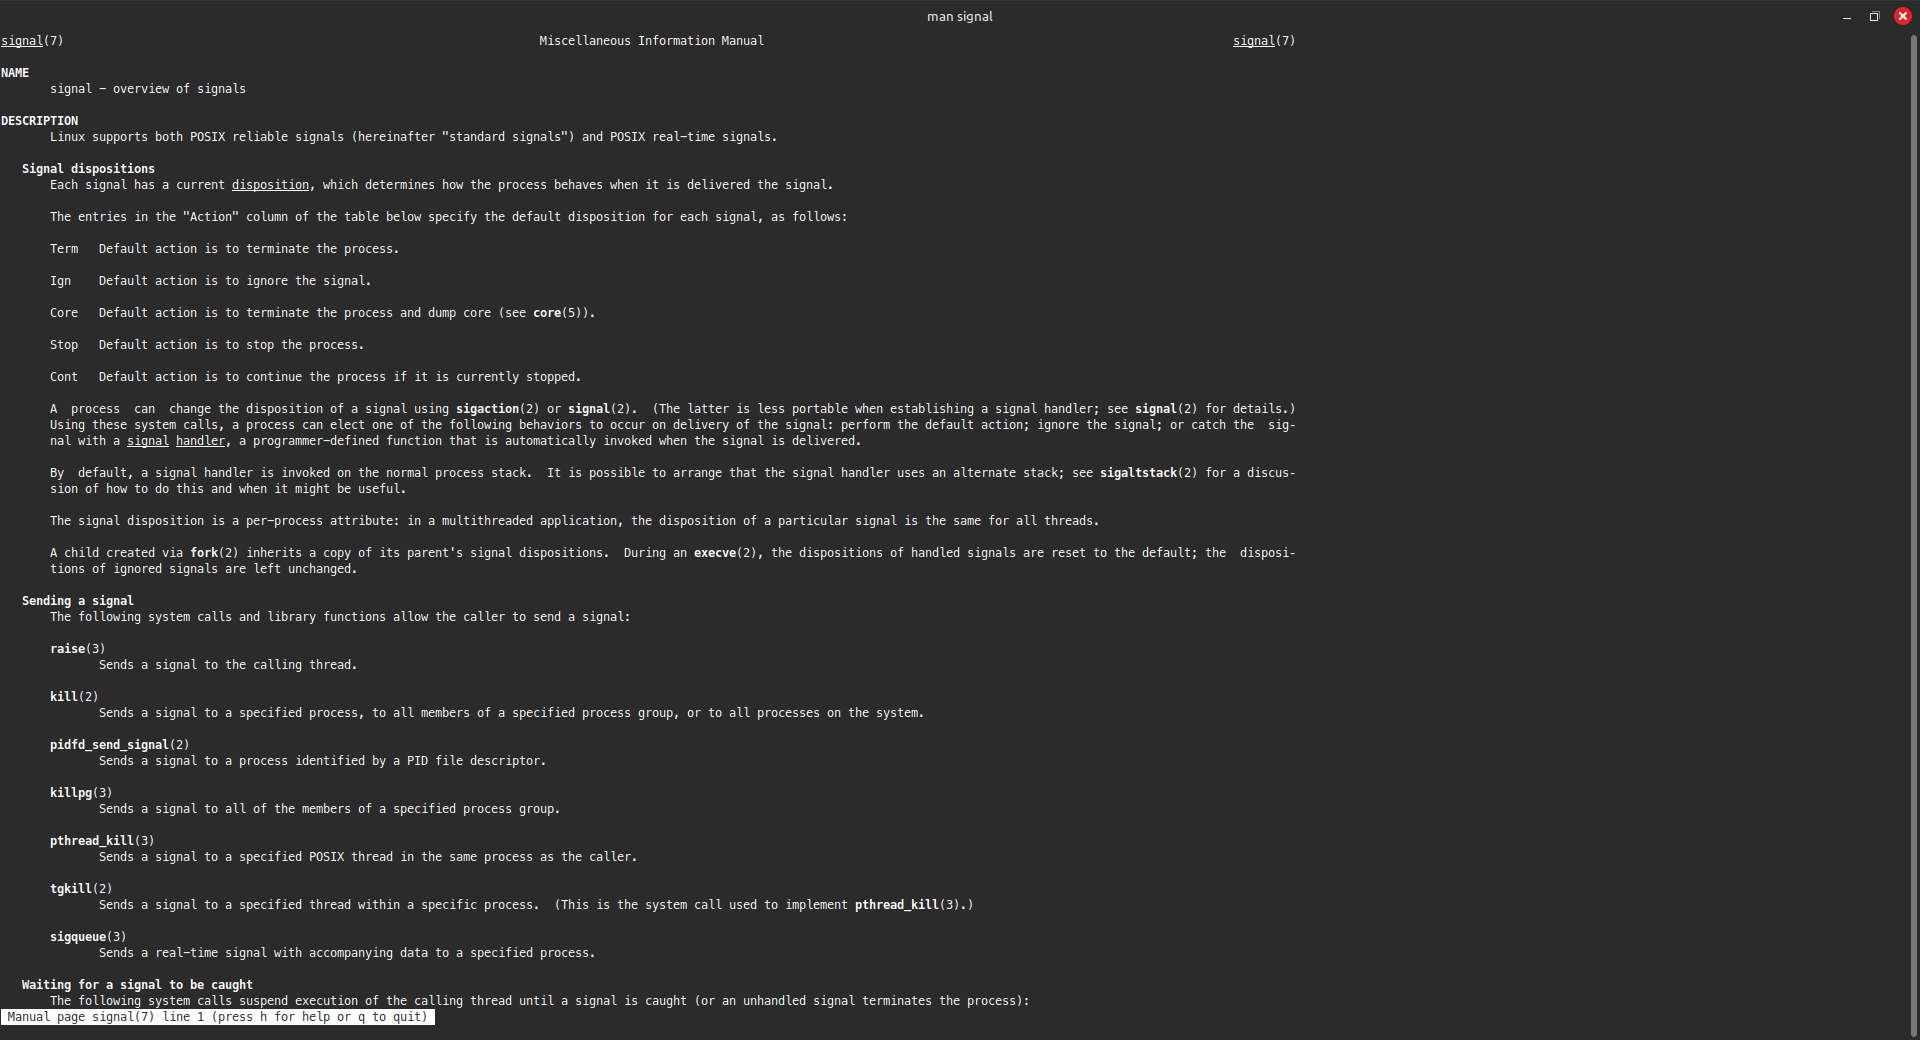 man signal
signal(7) Miscellaneous Information Manual signal(7)
NAME
signal − overview of signals
DESCRIPTION
Linux supports both POSIX reliable signals (hereinafter "standard signals") and POSIX real−time signals.
Signal dispositions
Each signal has a current disposition, which determines how the process behaves when it is delivered the signal.
The entries in the "Action" column of the table below specify the default disposition for each signal, as follows:
Term Default action is to terminate the process.
Ign Default action is to ignore the signal.
Core Default action is to terminate the process and dump core (see core(5)).
Stop Default action is to stop the process.
Cont Default action is to continue the process if it is currently stopped.
A process can change the disposition of a signal using sigaction(2) or signal(2). (The latter is less portable when establishing a signal handler; see signal(2) for details.)
Using these system calls, a process can elect one of the following behaviors to occur on delivery of the signal: perform the default action; ignore the signal; or catch the sig‐
nal with a signal handler, a programmer−defined function that is automatically invoked when the signal is delivered.
By default, a signal handler is invoked on the normal process stack. It is possible to arrange that the signal handler uses an alternate stack; see sigaltstack(2) for a discus‐
sion of how to do this and when it might be useful.
The signal disposition is a per−process attribute: in a multithreaded application, the disposition of a particular signal is the same for all threads.
A child created via fork(2) inherits a copy of its parent's signal dispositions. During an execve(2), the dispositions of handled signals are reset to the default; the disposi‐
tions of ignored signals are left unchanged.
Sending a signal
The following system calls and library functions allow the caller to send a signal:
raise(3)
Sends a signal to the calling thread.
kill(2)
Sends a signal to a specified process, to all members of a specified process group, or to all processes on the system.
pidfd_send_signal(2)
Sends a signal to a process identified by a PID file descriptor.
killpg(3)
Sends a signal to all of the members of a specified process group.
pthread_kill(3)
Sends a signal to a specified POSIX thread in the same process as the caller.
tgkill(2)
Sends a signal to a specified thread within a specific process. (This is the system call used to implement pthread_kill(3).)
sigqueue(3)
Sends a real−time signal with accompanying data to a specified process.
Waiting for a signal to be caught
The following system calls suspend execution of the calling thread until a signal is caught (or an unhandled signal terminates the process):
Manual page signal(7) line 1 (press h for help or q to quit)